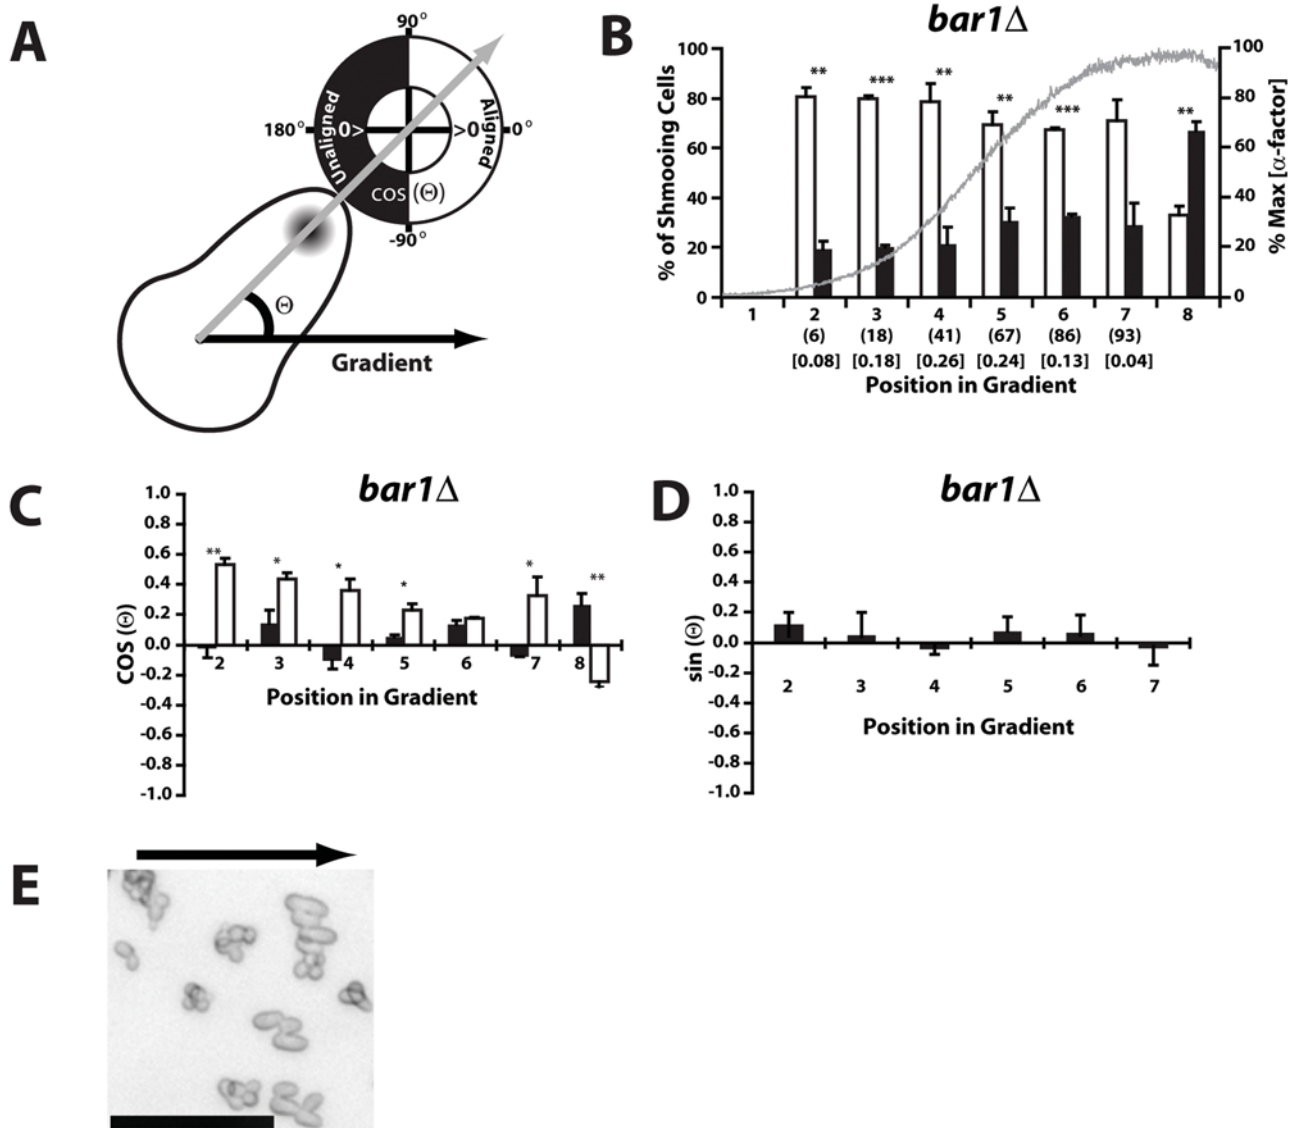 A
90°
180°
0°
-90°
Unaligned
0>
>0
Aligned
COS (Θ)
Θ
Gradient
B
bar1Δ
% of Shmooing Cells
100
80
60
40
20
0
** *** ** ** *** **
100
80
60
40
20
0
% Max [α-factor]
1 2 3 4 5 6 7 8
(6) (18) (41) (67) (86) (93)
[0.08] [0.18] [0.26] [0.24] [0.13] [0.04]
Position in Gradient
C
bar1Δ
COS (Θ)
1.0
0.8
0.6
0.4
0.2
0.0
-0.2
-0.4
-0.6
-0.8
-1.0
** * * * * **
2 3 4 5 6 7 8
Position in Gradient
D
bar1Δ
sin (Θ)
1.0
0.8
0.6
0.4
0.2
0.0
-0.2
-0.4
-0.6
-0.8
-1.0
2 3 4 5 6 7
Position in Gradient
E